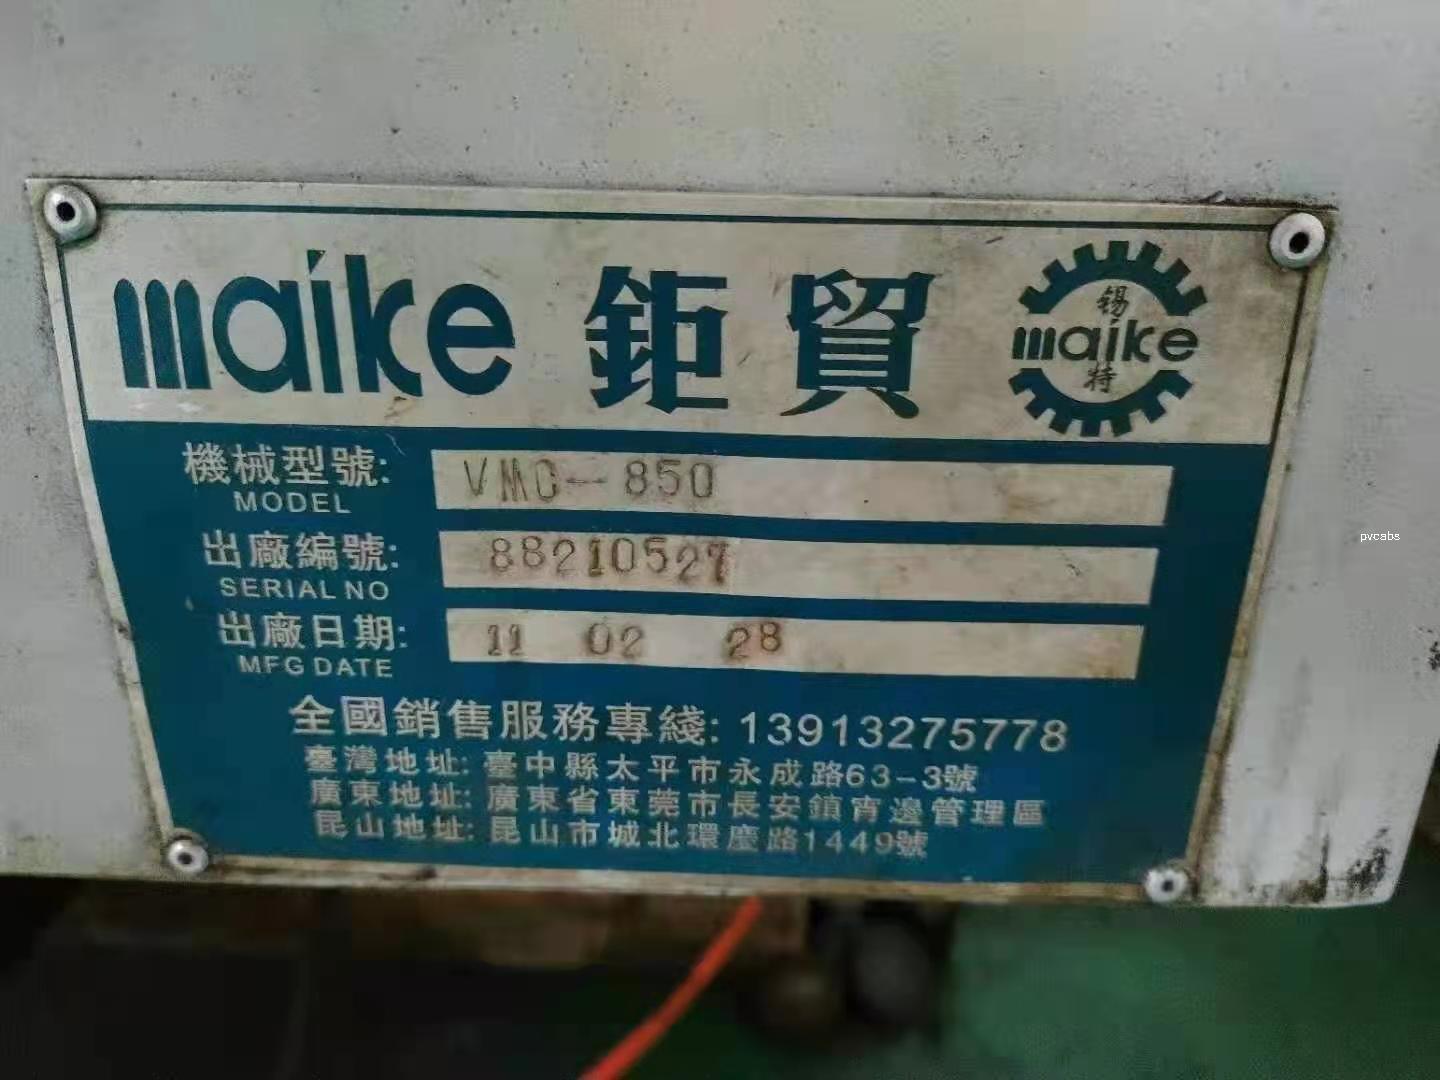 maike 鉅貿
錫
maike
特
機械型號: VMC-850
MODEL
出廠編號: 88210527
SERIAL NO
出廠日期: 11 02 28
MFG DATE
全國銷售服務專綫: 13913275778
臺灣地址: 臺中縣太平市永成路63-3號
廣東地址: 廣東省東莞市長安鎮宵邊管理區
昆山地址: 昆山市城北環慶路1449號
pvcabs